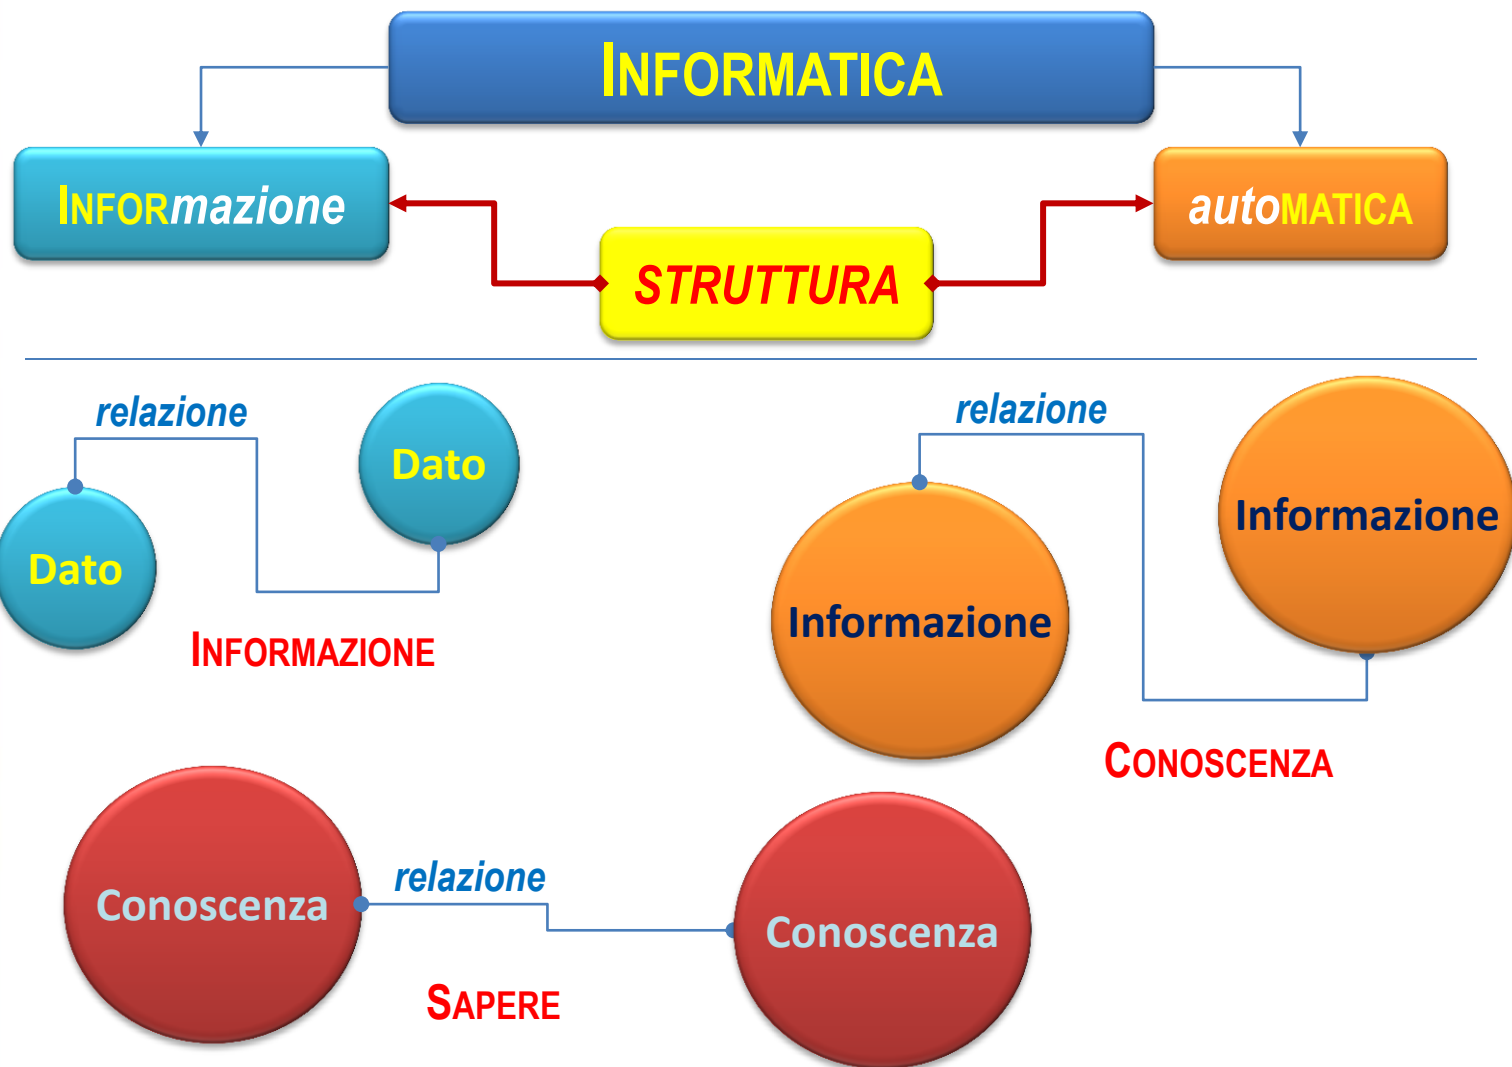 INFORMATICA
INFORmazione
autoMATICA
STRUTTURA
relazione
Dato
Dato
INFORMAZIONE
relazione
Informazione
Informazione
CONOSCENZA
Conoscenza
relazione
Conoscenza
SAPERE